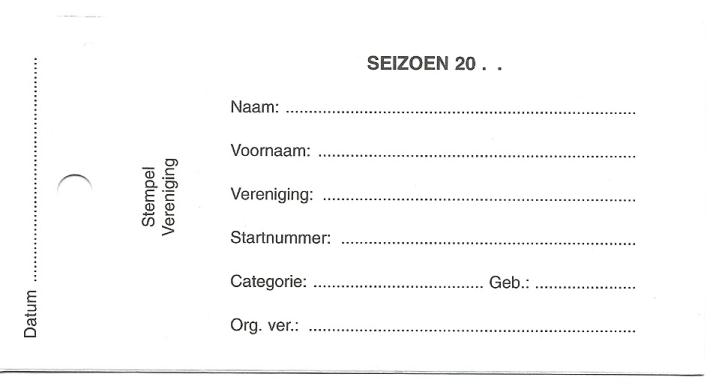 SEIZOEN 20 . .
Naam: ........................................................................
Voornaam: ..................................................................
Vereniging: .................................................................
Startnummer: .............................................................
Categorie: ................................... Geb.: .....................
Org. ver.: ....................................................................
Stempel
Vereniging
Datum ...............................................